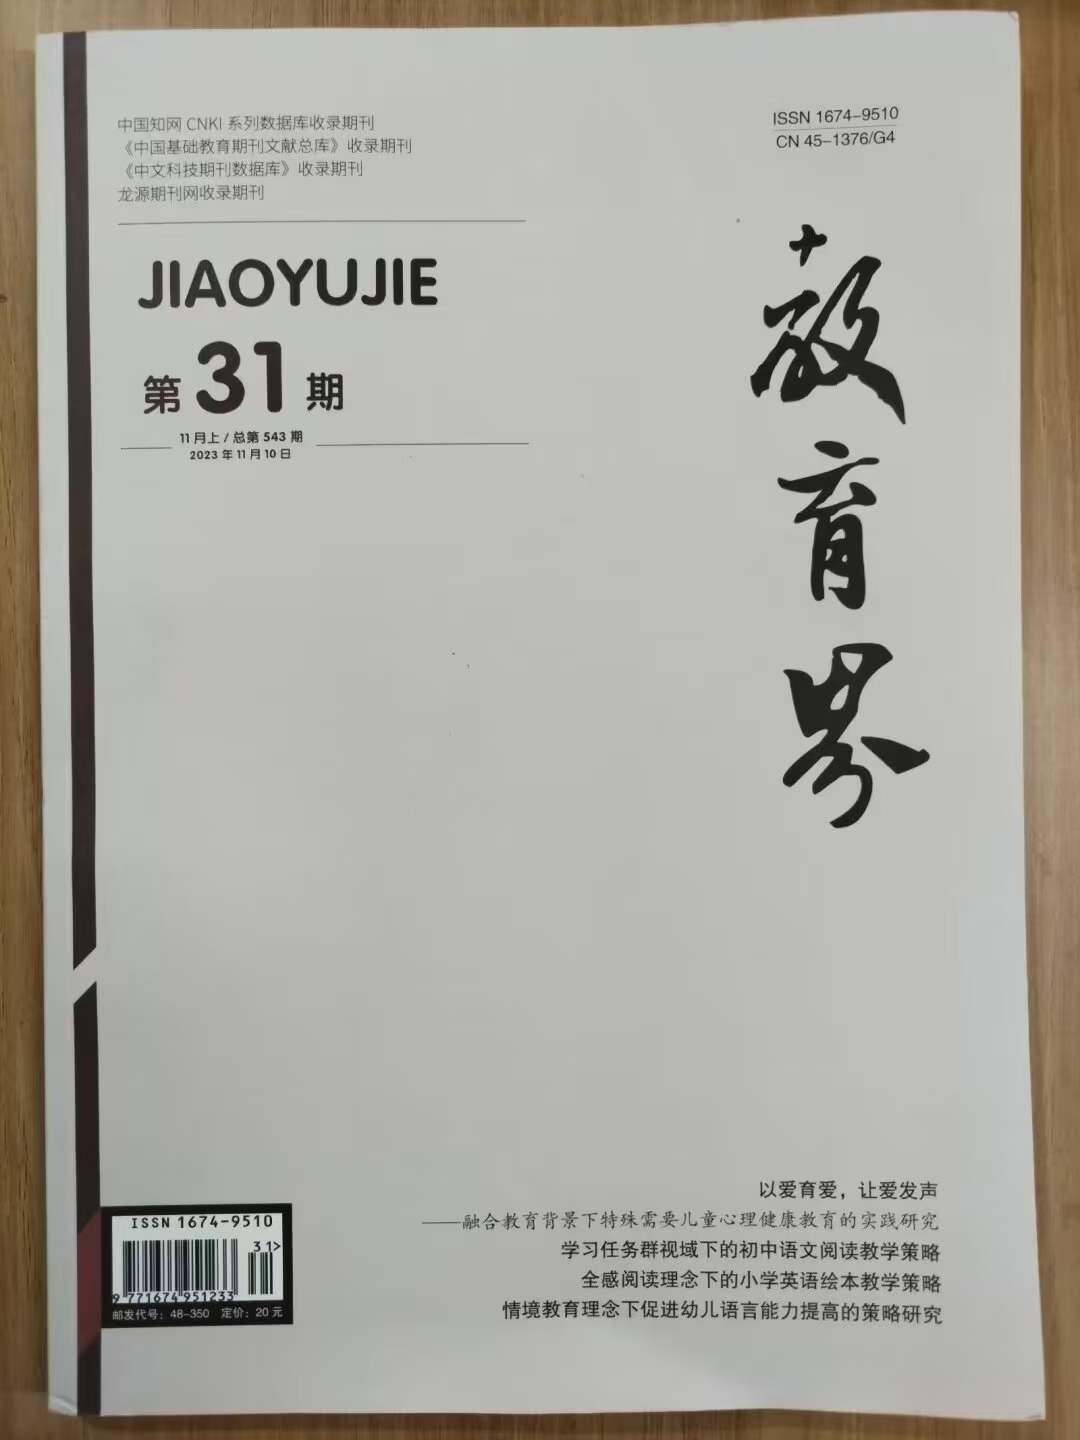 中国知网 CNKI 系列数据库收录期刊
《中国基础教育期刊文献总库》收录期刊
《中文科技期刊数据库》收录期刊
龙源期刊网收录期刊
ISSN 1674-9510
CN 45-1376/G4
JIAOYUJIE
第 31 期
11 月上 / 总第 543 期
2023 年 11 月 10 日
教育界
以爱育爱，让爱发声
——融合教育背景下特殊需要儿童心理健康教育的实践研究
学习任务群视域下的初中语文阅读教学策略
全感阅读理念下的小学英语绘本教学策略
情境教育理念下促进幼儿语言能力提高的策略研究
ISSN 1674-9510
31>
9 771674 951233
邮发代号：48-350 定价：20 元